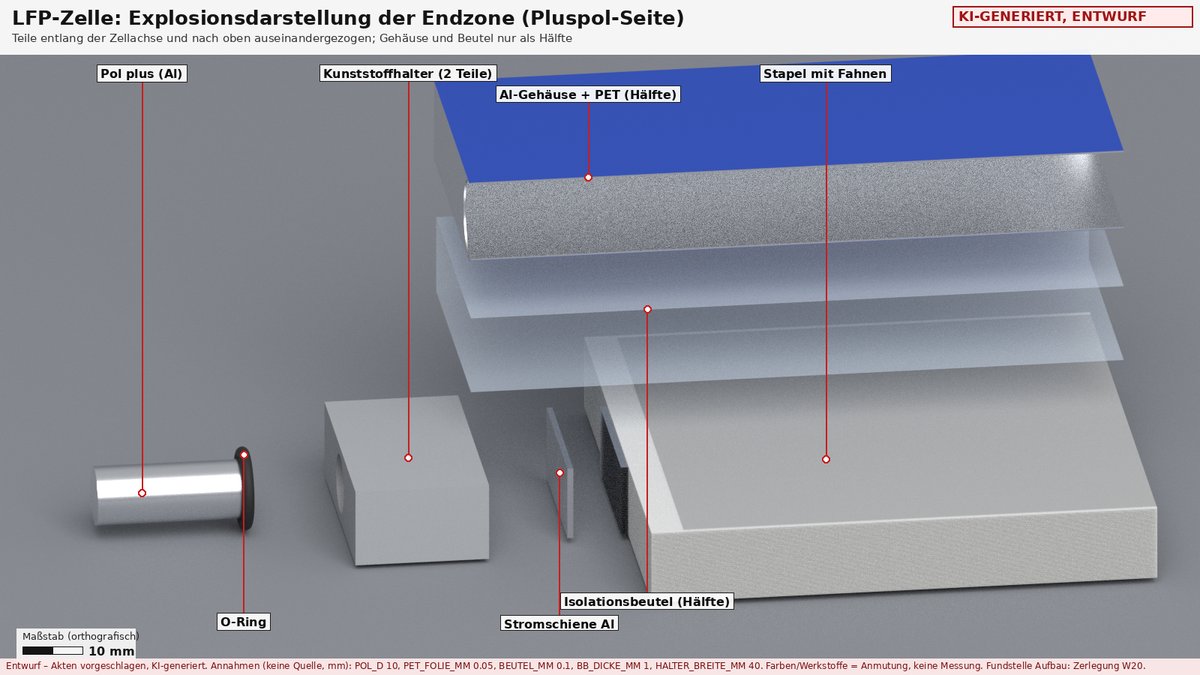 LFP-Zelle: Explosionsdarstellung der Endzone (Pluspol-Seite)
KI-GENERIERT, ENTWURF
Teile entlang der Zellachse und nach oben auseinandergezogen; Gehäuse und Beutel nur als Hälfte
Pol plus (Al)
Kunststoffhalter (2 Teile)
Stapel mit Fahnen
Al-Gehäuse + PET (Hälfte)
Isolationsbeutel (Hälfte)
O-Ring
Stromschiene Al
Maßstab (orthografisch)
10 mm
Entwurf – Akten vorgeschlagen, KI-generiert. Annahmen (keine Quelle, mm): POL_D 10, PET_FOLIE_MM 0.05, BEUTEL_MM 0.1, BB_DICKE_MM 1, HALTER_BREITE_MM 40. Farben/Werkstoffe = Anmutung, keine Messung. Fundstelle Aufbau: Zerlegung W20.